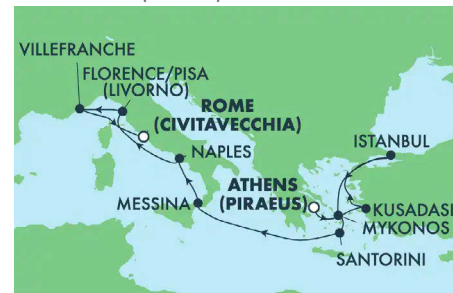 VILLEFRANCHE
FLORENCE/PISA
(LIVORNO)
ROME
(CIVITAVECCHIA)
NAPLES
ISTANBUL
ATHENS
(PIRAEUS)
MESSINA
KUSADASI
MYKONOS
SANTORINI